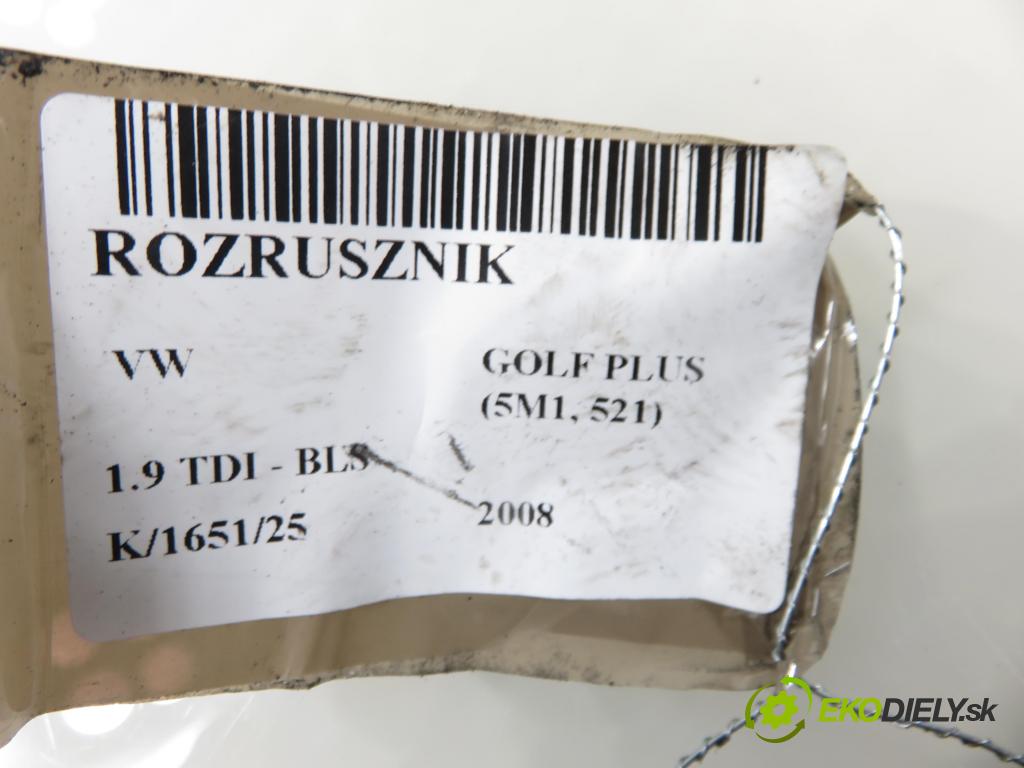 ROZRUSZNIK
VW
GOLF PLUS
(5M1, 521)
1.9 TDI - BLS
2008
K/1651/25
EKODIELY.sk